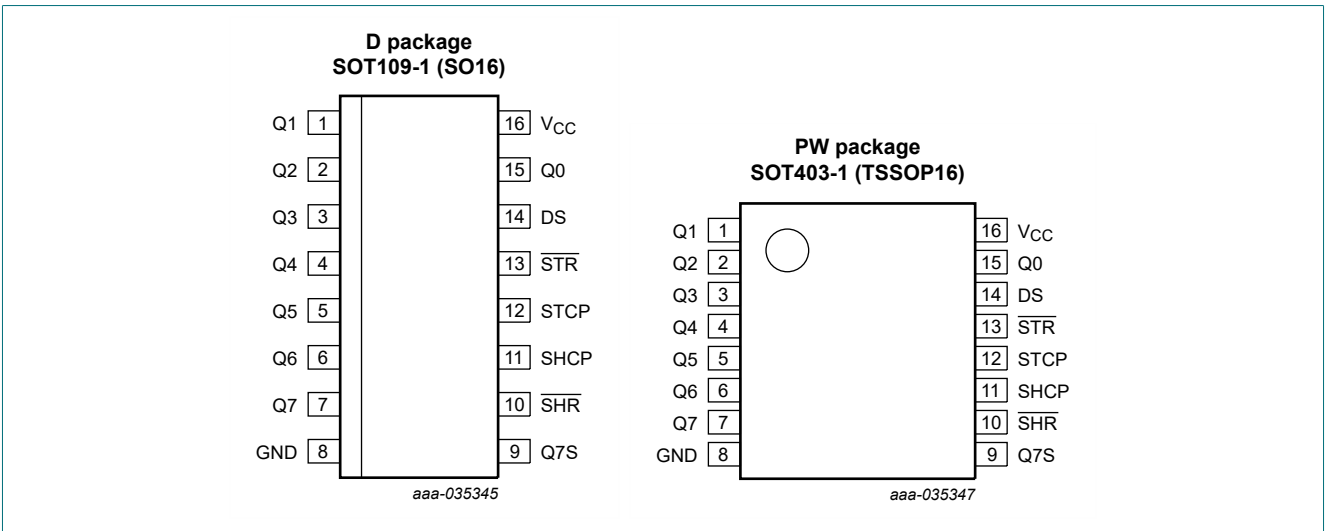 D package
SOT109-1 (SO16)
Q1 1 16 VCC
Q2 2 15 Q0
Q3 3 14 DS
Q4 4 13 STR
Q5 5 12 STCP
Q6 6 11 SHCP
Q7 7 10 SHR
GND 8 9 Q7S
aaa-035345
PW package
SOT403-1 (TSSOP16)
Q1 1 16 VCC
Q2 2 15 Q0
Q3 3 14 DS
Q4 4 13 STR
Q5 5 12 STCP
Q6 6 11 SHCP
Q7 7 10 SHR
GND 8 9 Q7S
aaa-035347